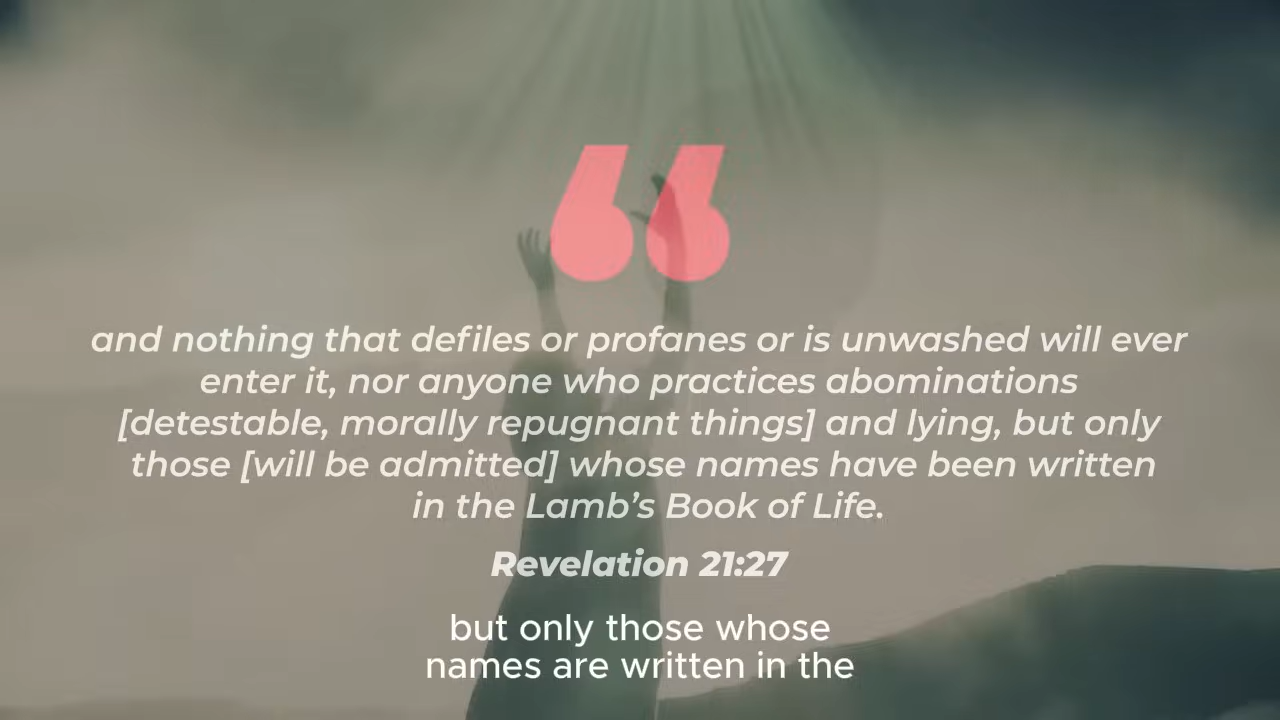 “
and nothing that defiles or profanes or is unwashed will ever
enter it, nor anyone who practices abominations
[detestable, morally repugnant things] and lying, but only
those [will be admitted] whose names have been written
in the Lamb’s Book of Life.
Revelation 21:27
but only those whose
names are written in the